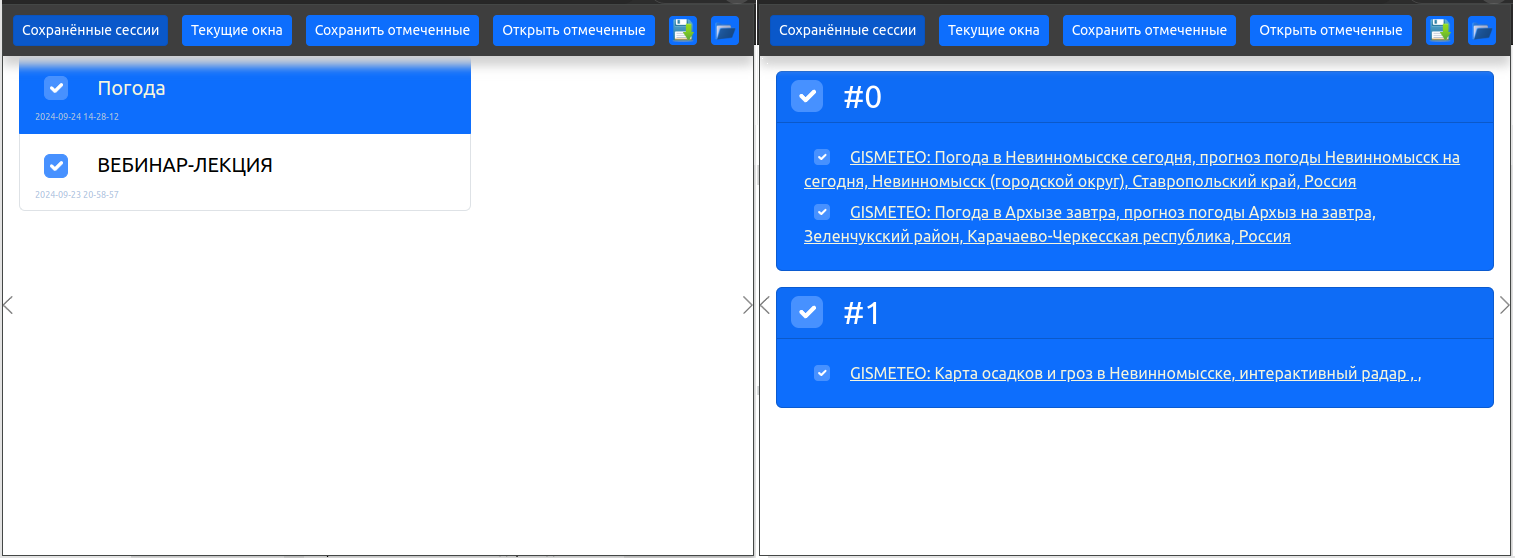 Сохранённые сессии Текущие окна Сохранить отмеченные Открыть отмеченные
Погода
2024-09-24 14-28-12
ВЕБИНАР-ЛЕКЦИЯ
2024-09-23 20-58-57
Сохранённые сессии Текущие окна Сохранить отмеченные Открыть отмеченные
#0
GISMETEO: Погода в Невинномысске сегодня, прогноз погоды Невинномысск на
сегодня, Невинномысск (городской округ), Ставропольский край, Россия
GISMETEO: Погода в Архызе завтра, прогноз погоды Архыз на завтра,
Зеленчукский район, Карачаево-Черкесская республика, Россия
#1
GISMETEO: Карта осадков и гроз в Невинномысске, интерактивный радар , ,